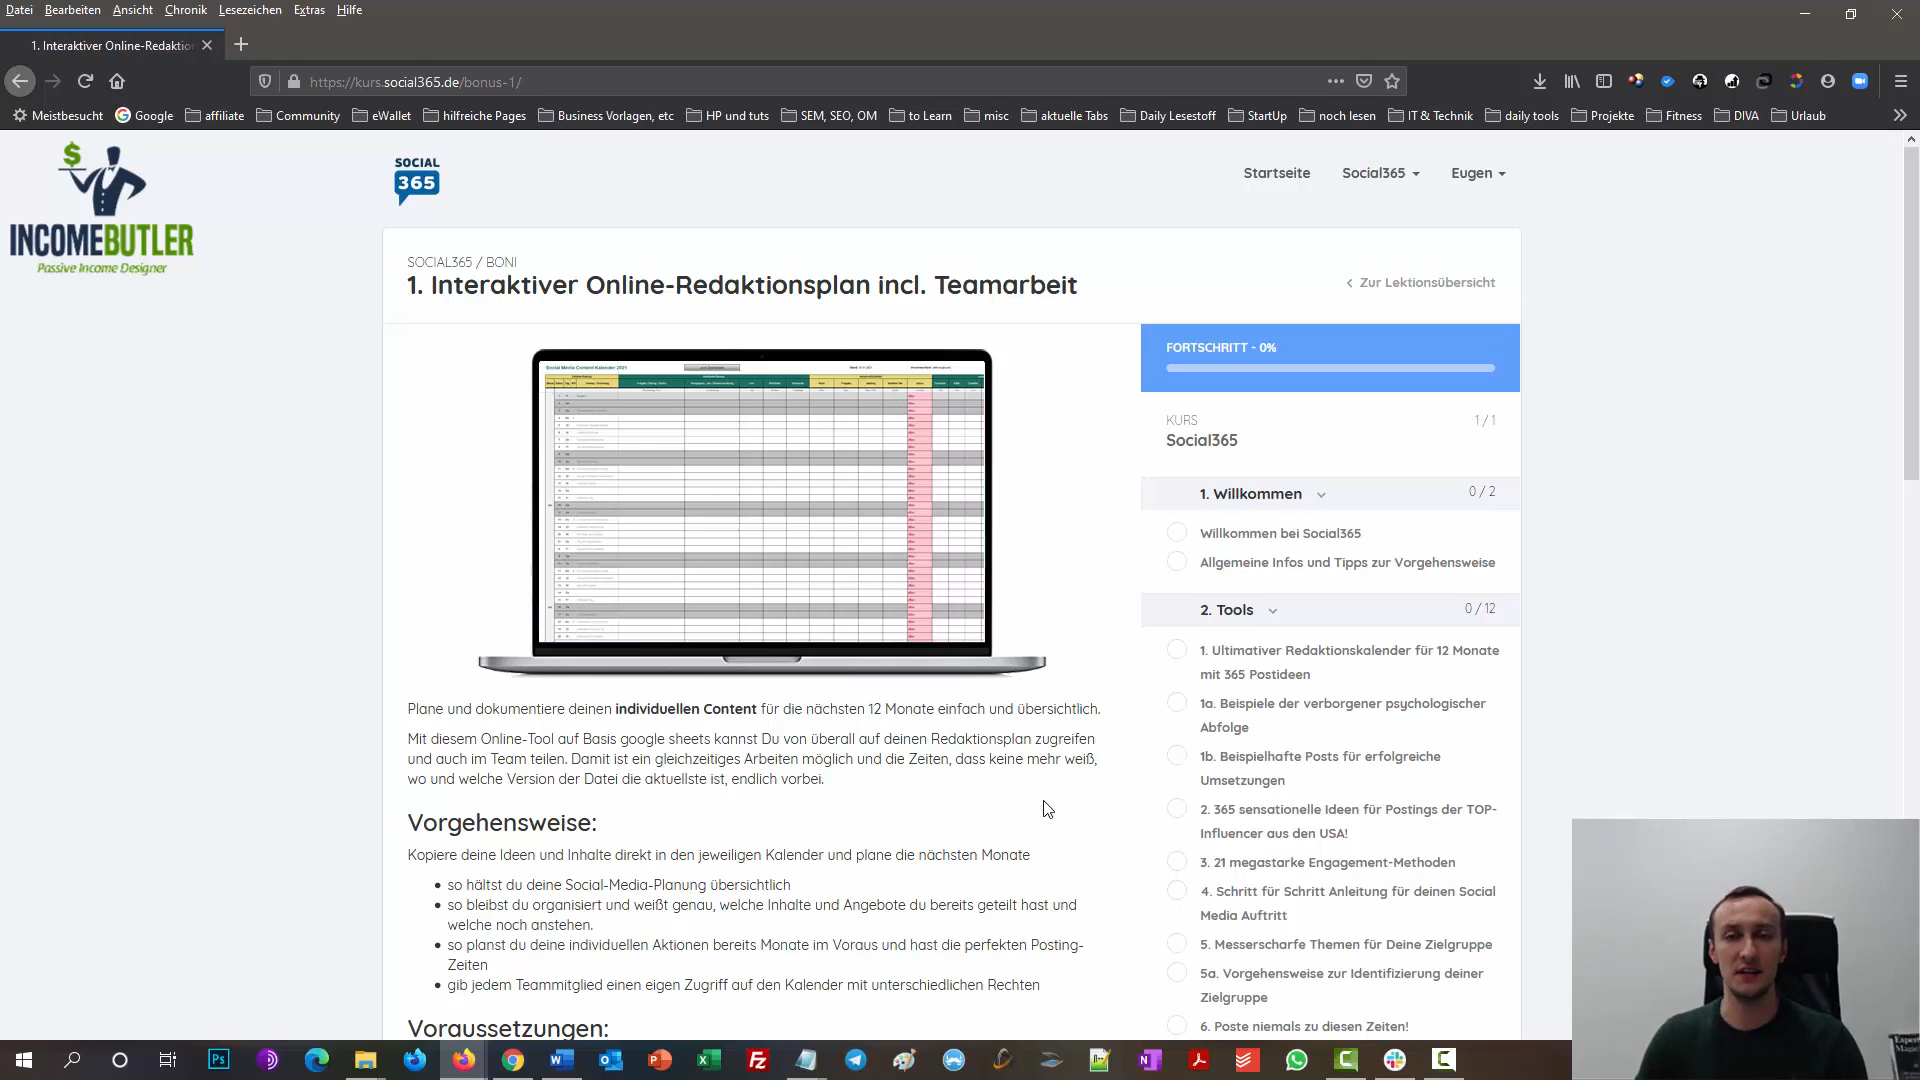 Datei Bearbeiten Ansicht Chronik Lesezeichen Extras Hilfe
1. Interaktiver Online-Redaktion
https://kurs.social365.de/bonus-1/
Meistbesucht Google affiliate Community eWallet hilfreiche Pages Business Vorlagen, etc HP und tuts SEM, SEO, OM to Learn misc aktuelle Tabs Daily Lesestoff StartUp noch lesen IT & Technik daily tools Projekte Fitness DIVA Urlaub
$
INCOMEBUTLER
Passive Income Designer
SOCIAL
365
Startseite Social365 Eugen
SOCIAL365 / BONI
1. Interaktiver Online-Redaktionsplan incl. Teamarbeit
Zur Lektionsübersicht
Social Media Content Kalender 2021
Plane und dokumentiere deinen individuellen Content für die nächsten 12 Monate einfach und übersichtlich.
Mit diesem Online-Tool auf Basis google sheets kannst Du von überall auf deinen Redaktionsplan zugreifen
und auch im Team teilen. Damit ist ein gleichzeitiges Arbeiten möglich und die Zeiten, dass keine mehr weiß,
wo und welche Version der Datei die aktuellste ist, endlich vorbei.
Vorgehensweise:
Kopiere deine Ideen und Inhalte direkt in den jeweiligen Kalender und plane die nächsten Monate
• so hältst du deine Social-Media-Planung übersichtlich
• so bleibst du organisiert und weißt genau, welche Inhalte und Angebote du bereits geteilt hast und
welche noch anstehen.
• so planst du deine individuellen Aktionen bereits Monate im Voraus und hast die perfekten Posting-
Zeiten
• gib jedem Teammitglied einen eigen Zugriff auf den Kalender mit unterschiedlichen Rechten
Voraussetzungen:
FORTSCHRITT - 0%
KURS 1 / 1
Social365
1. Willkommen 0 / 2
Willkommen bei Social365
Allgemeine Infos und Tipps zur Vorgehensweise
2. Tools 0 / 12
1. Ultimativer Redaktionskalender für 12 Monate
mit 365 Postideen
1a. Beispiele der verborgener psychologischer
Abfolge
1b. Beispielhafte Posts für erfolgreiche
Umsetzungen
2. 365 sensationelle Ideen für Postings der TOP-
Influencer aus den USA!
3. 21 megastarke Engagement-Methoden
4. Schritt für Schritt Anleitung für deinen Social
Media Auftritt
5. Messerscharfe Themen für Deine Zielgruppe
5a. Vorgehensweise zur Identifizierung deiner
Zielgruppe
6. Poste niemals zu diesen Zeiten!